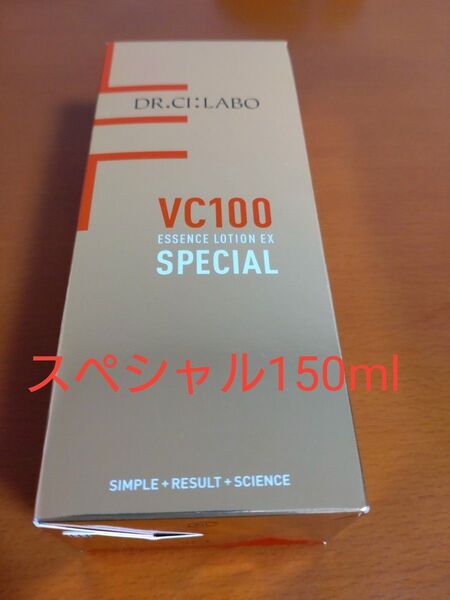 DR.CI:LABO
VC100
ESSENCE LOTION EX
SPECIAL
スペシャル150ml
SIMPLE+RESULT+SCIENCE